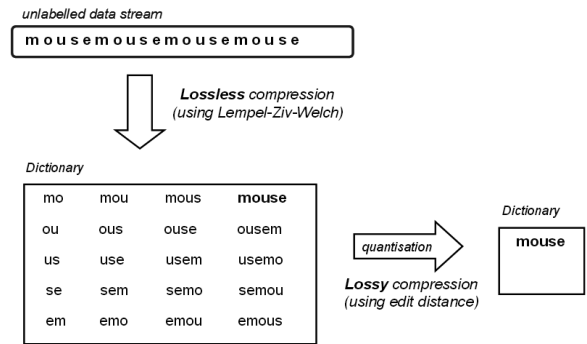 unlabelled data stream
mousemousemousemouse
Lossless compression
(using Lempel-Ziv-Welch)
Dictionary
mo mou mous mouse
ou ous ouse ousem
us use usem usemo
se sem semo semou
em emo emou emous
quantisation
Lossy compression
(using edit distance)
Dictionary
mouse